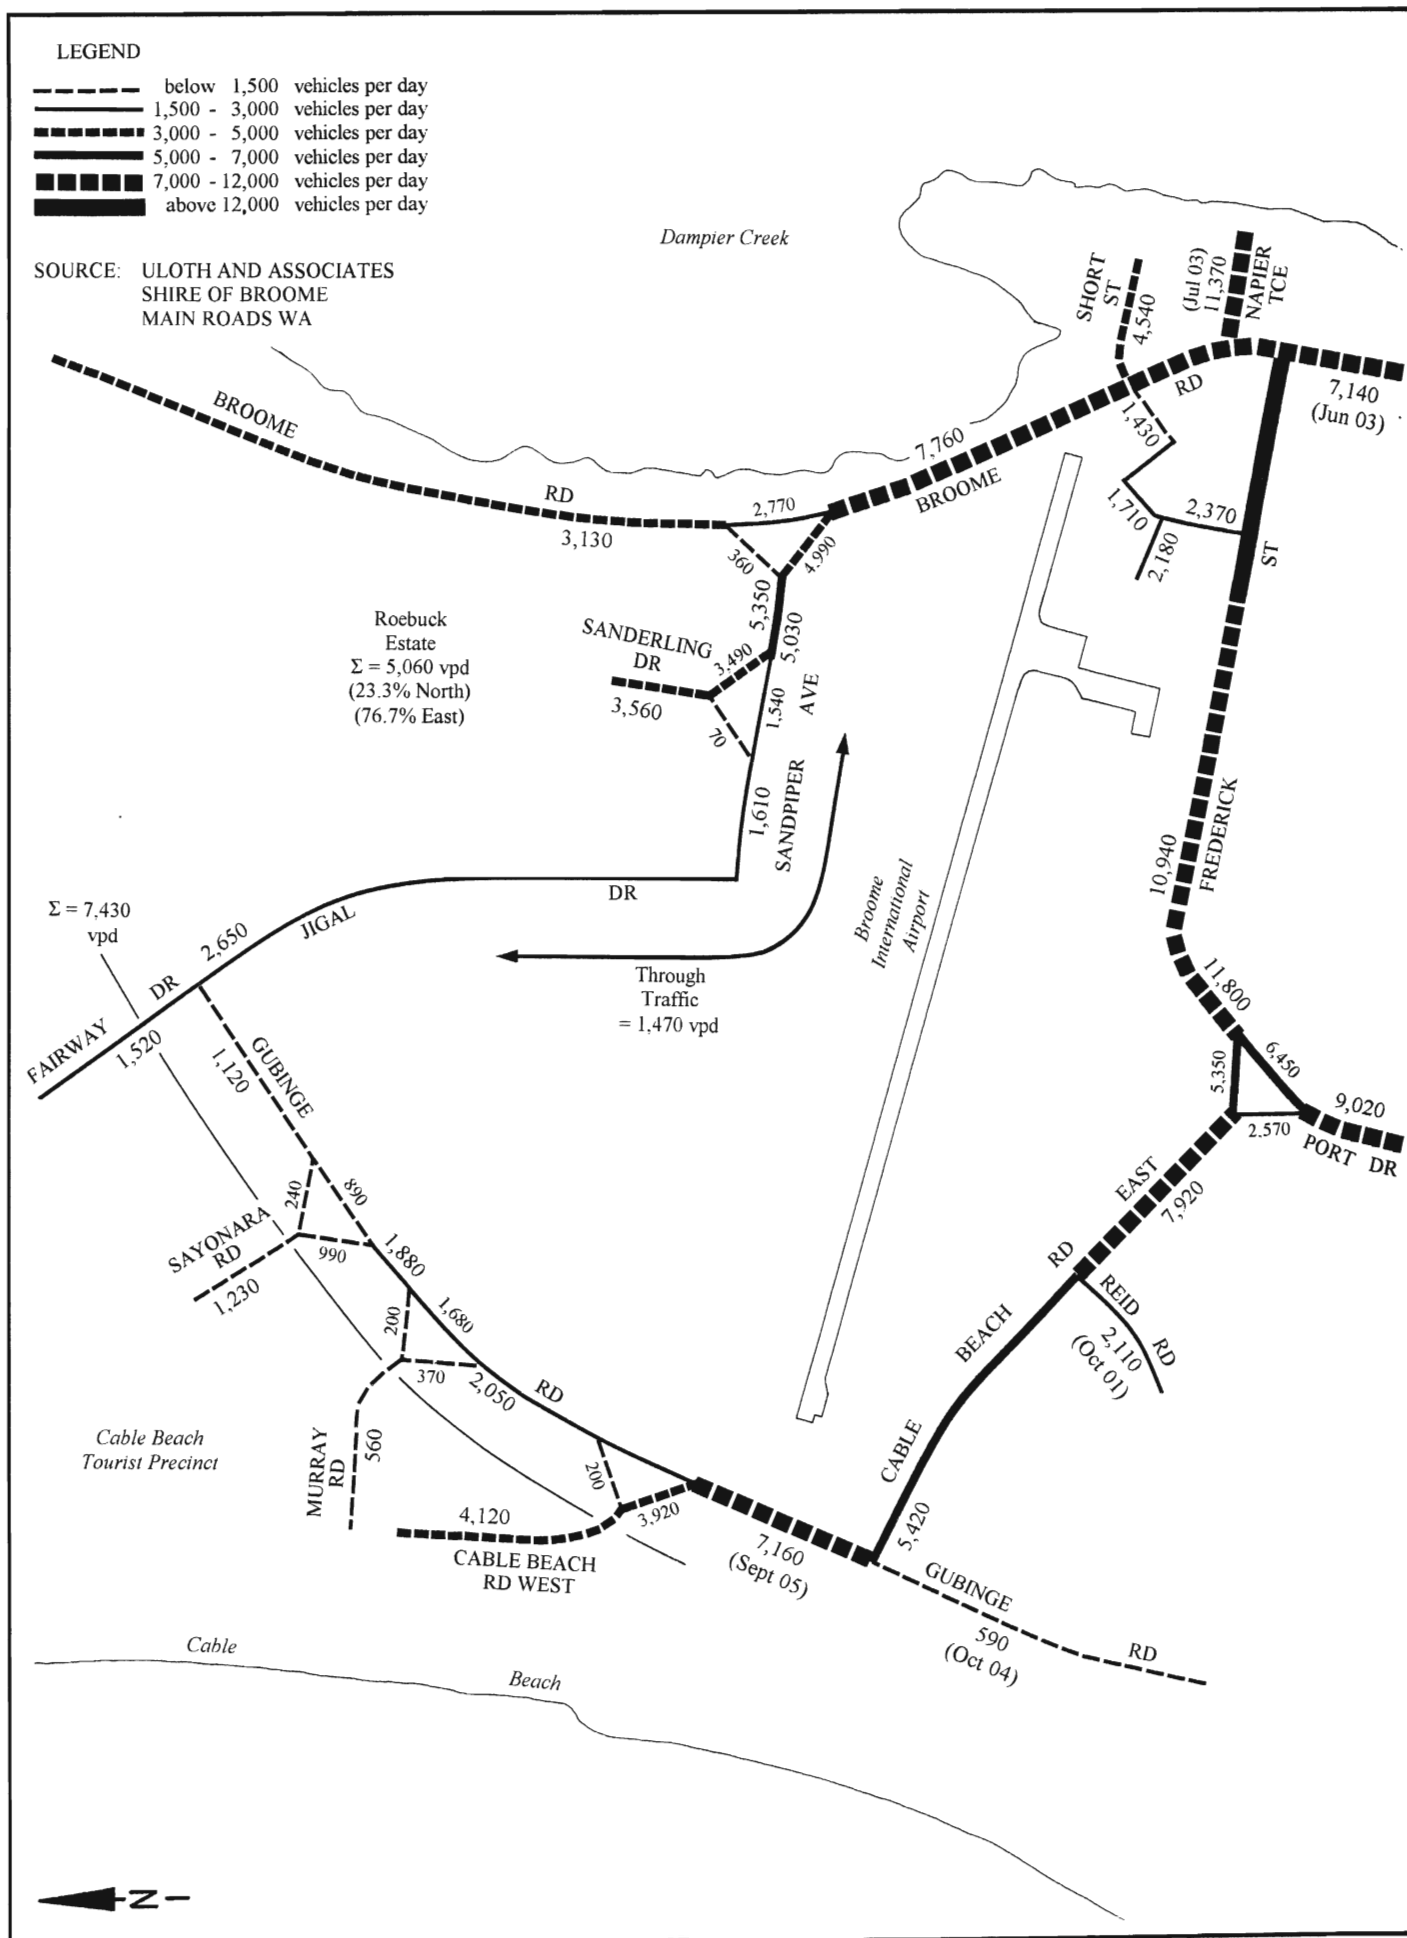 LEGEND
below 1,500 vehicles per day
1,500 - 3,000 vehicles per day
3,000 - 5,000 vehicles per day
5,000 - 7,000 vehicles per day
7,000 - 12,000 vehicles per day
above 12,000 vehicles per day
SOURCE: ULOTH AND ASSOCIATES
SHIRE OF BROOME
MAIN ROADS WA
Dampier Creek
SHORT
ST
4,540
(Jul 03)
11,370
NAPIER
TCE
BROOME
RD
3,130
2,770
7,760
BROOME
RD
7,140
(Jun 03)
1,430
1,710
2,370
2,180
ST
360
4,990
5,350
5,030
Roebuck
Estate
Σ = 5,060 vpd
(23.3% North)
(76.7% East)
SANDERLING
DR
3,490
3,560
70
1,540
AVE
1,610
SANDPIPER
FREDERICK
10,940
Broome
International
Airport
DR
JIGAL
2,650
Σ = 7,430
vpd
DR
FAIRWAY
1,520
Through
Traffic
= 1,470 vpd
11,800
6,450
5,350
2,570
9,020
PORT DR
GUBINGE
1,120
240
890
SAYONARA
RD
990
1,230
1,880
200
1,680
370
2,050
RD
EAST
7,920
RD
REID
RD
2,110
(Oct 01)
BEACH
CABLE
5,420
Cable Beach
Tourist Precinct
MURRAY
RD
560
200
4,120
3,920
CABLE BEACH
RD WEST
7,160
(Sept 05)
GUBINGE
RD
590
(Oct 04)
Cable
Beach
N